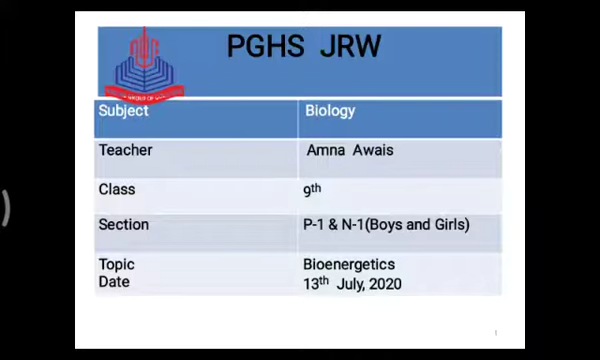 PGHS JRW
Subject Biology
Teacher Amna Awais
Class 9th
Section P-1 & N-1(Boys and Girls)
Topic Bioenergetics
Date 13th July, 2020
1